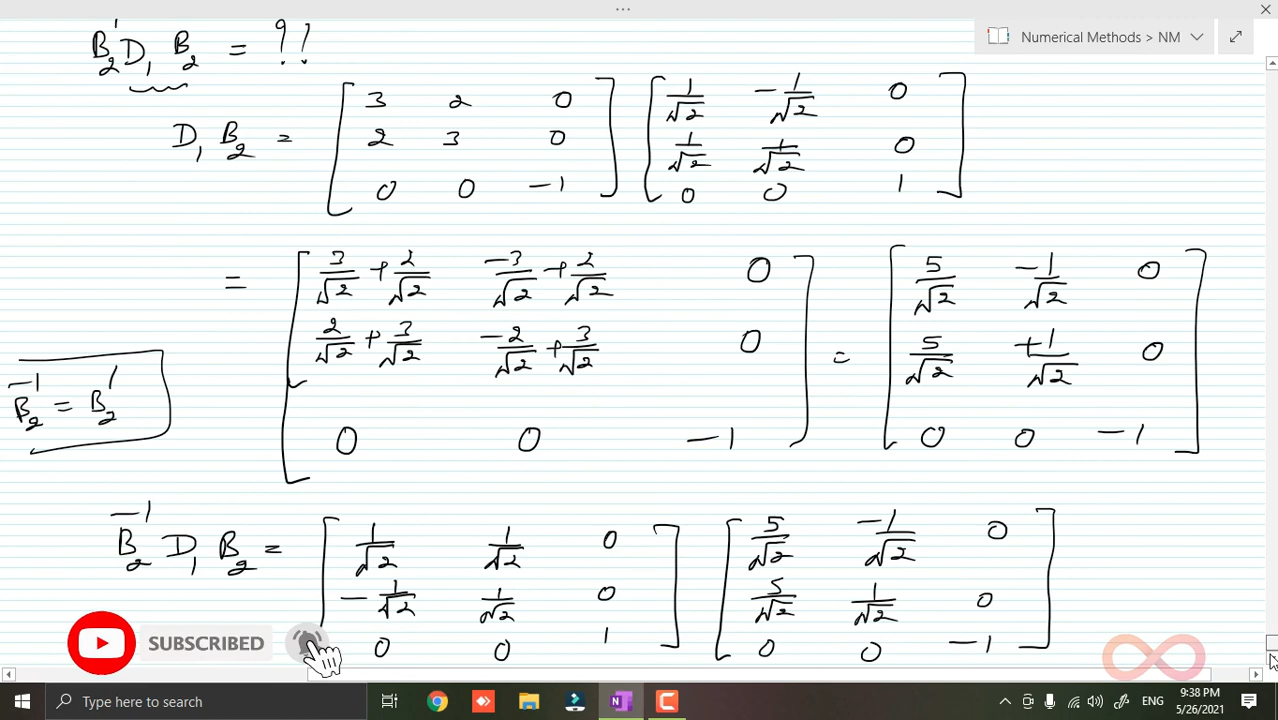 B₂' D₁ B₂ = ??
Numerical Methods > NM
D₁ B₂ = [3 2 0; 2 3 0; 0 0 -1] [1/√2 -1/√2 0; 1/√2 1/√2 0; 0 0 1]
= [3/√2 + 2/√2 -3/√2 + 2/√2 0; 2/√2 + 3/√2 -2/√2 + 3/√2 0; 0 0 -1] = [5/√2 -1/√2 0; 5/√2 +1/√2 0; 0 0 -1]
B₂⁻¹ = B₂'
B₂⁻¹ D₁ B₂ = [1/√2 1/√2 0; -1/√2 1/√2 0; 0 0 1] [5/√2 -1/√2 0; 5/√2 1/√2 0; 0 0 -1]
SUBSCRIBED
Type here to search
ENG
9:38 PM
5/26/2021